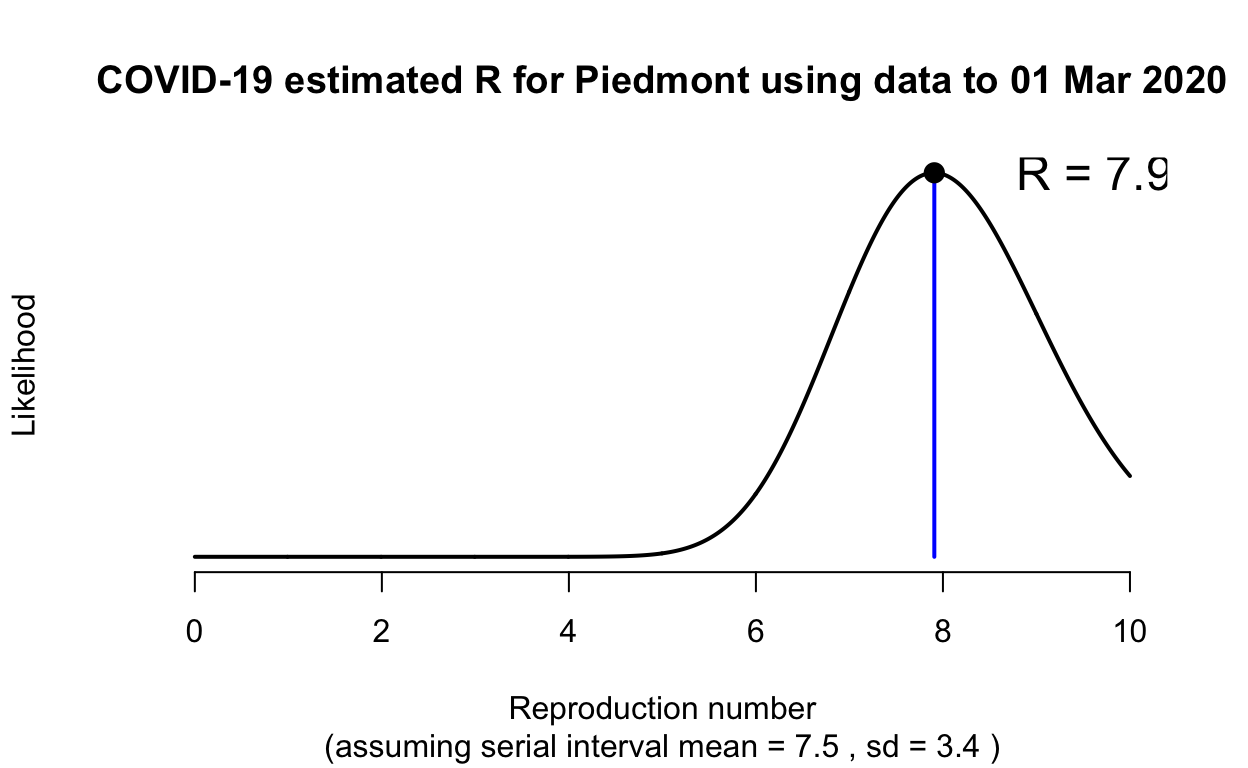 COVID-19 estimated R for Piedmont using data to 01 Mar 2020
R = 7.9
Likelihood
0 2 4 6 8 10
Reproduction number
(assuming serial interval mean = 7.5 , sd = 3.4 )